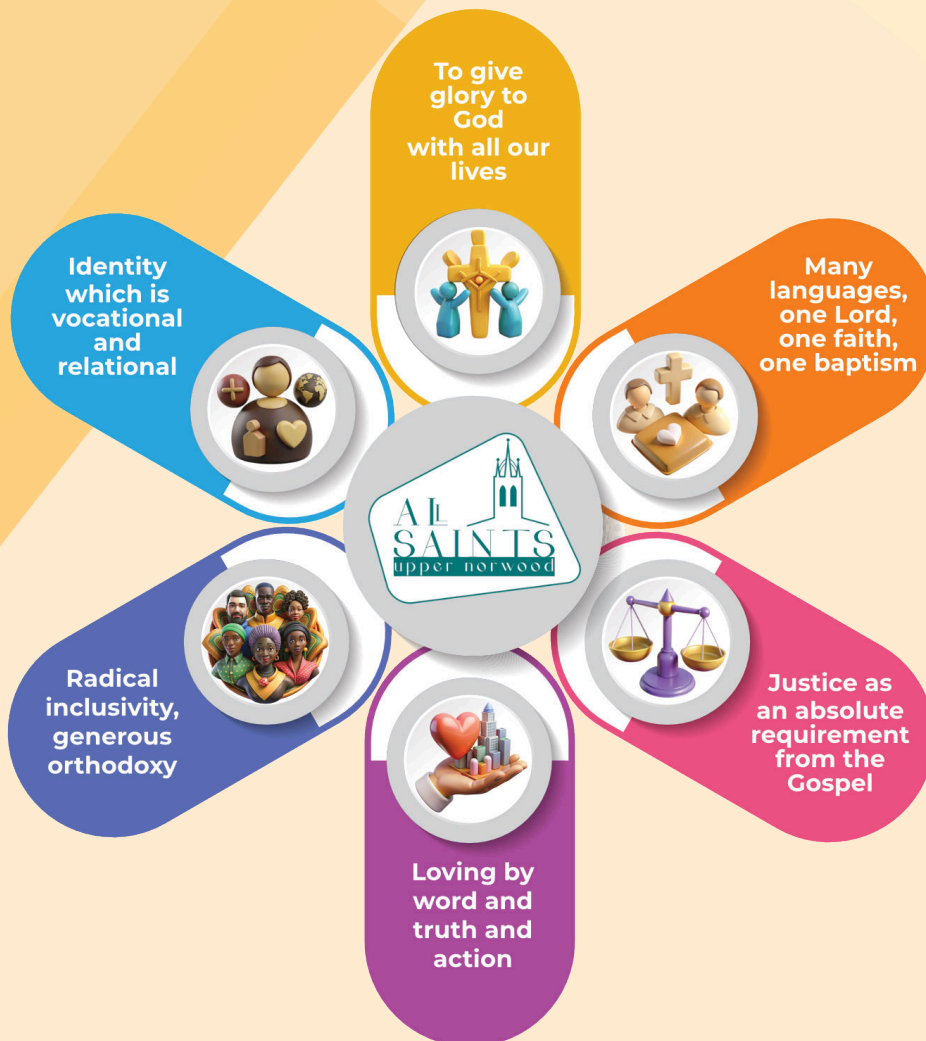 To give
glory to
God
with all our
lives
Many
languages,
one Lord,
one faith,
one baptism
Justice as
an absolute
requirement
from the
Gospel
Loving by
word and
truth and
action
Radical
inclusivity,
generous
orthodoxy
Identity
which is
vocational
and
relational
ALL
SAINTS
upper norwood